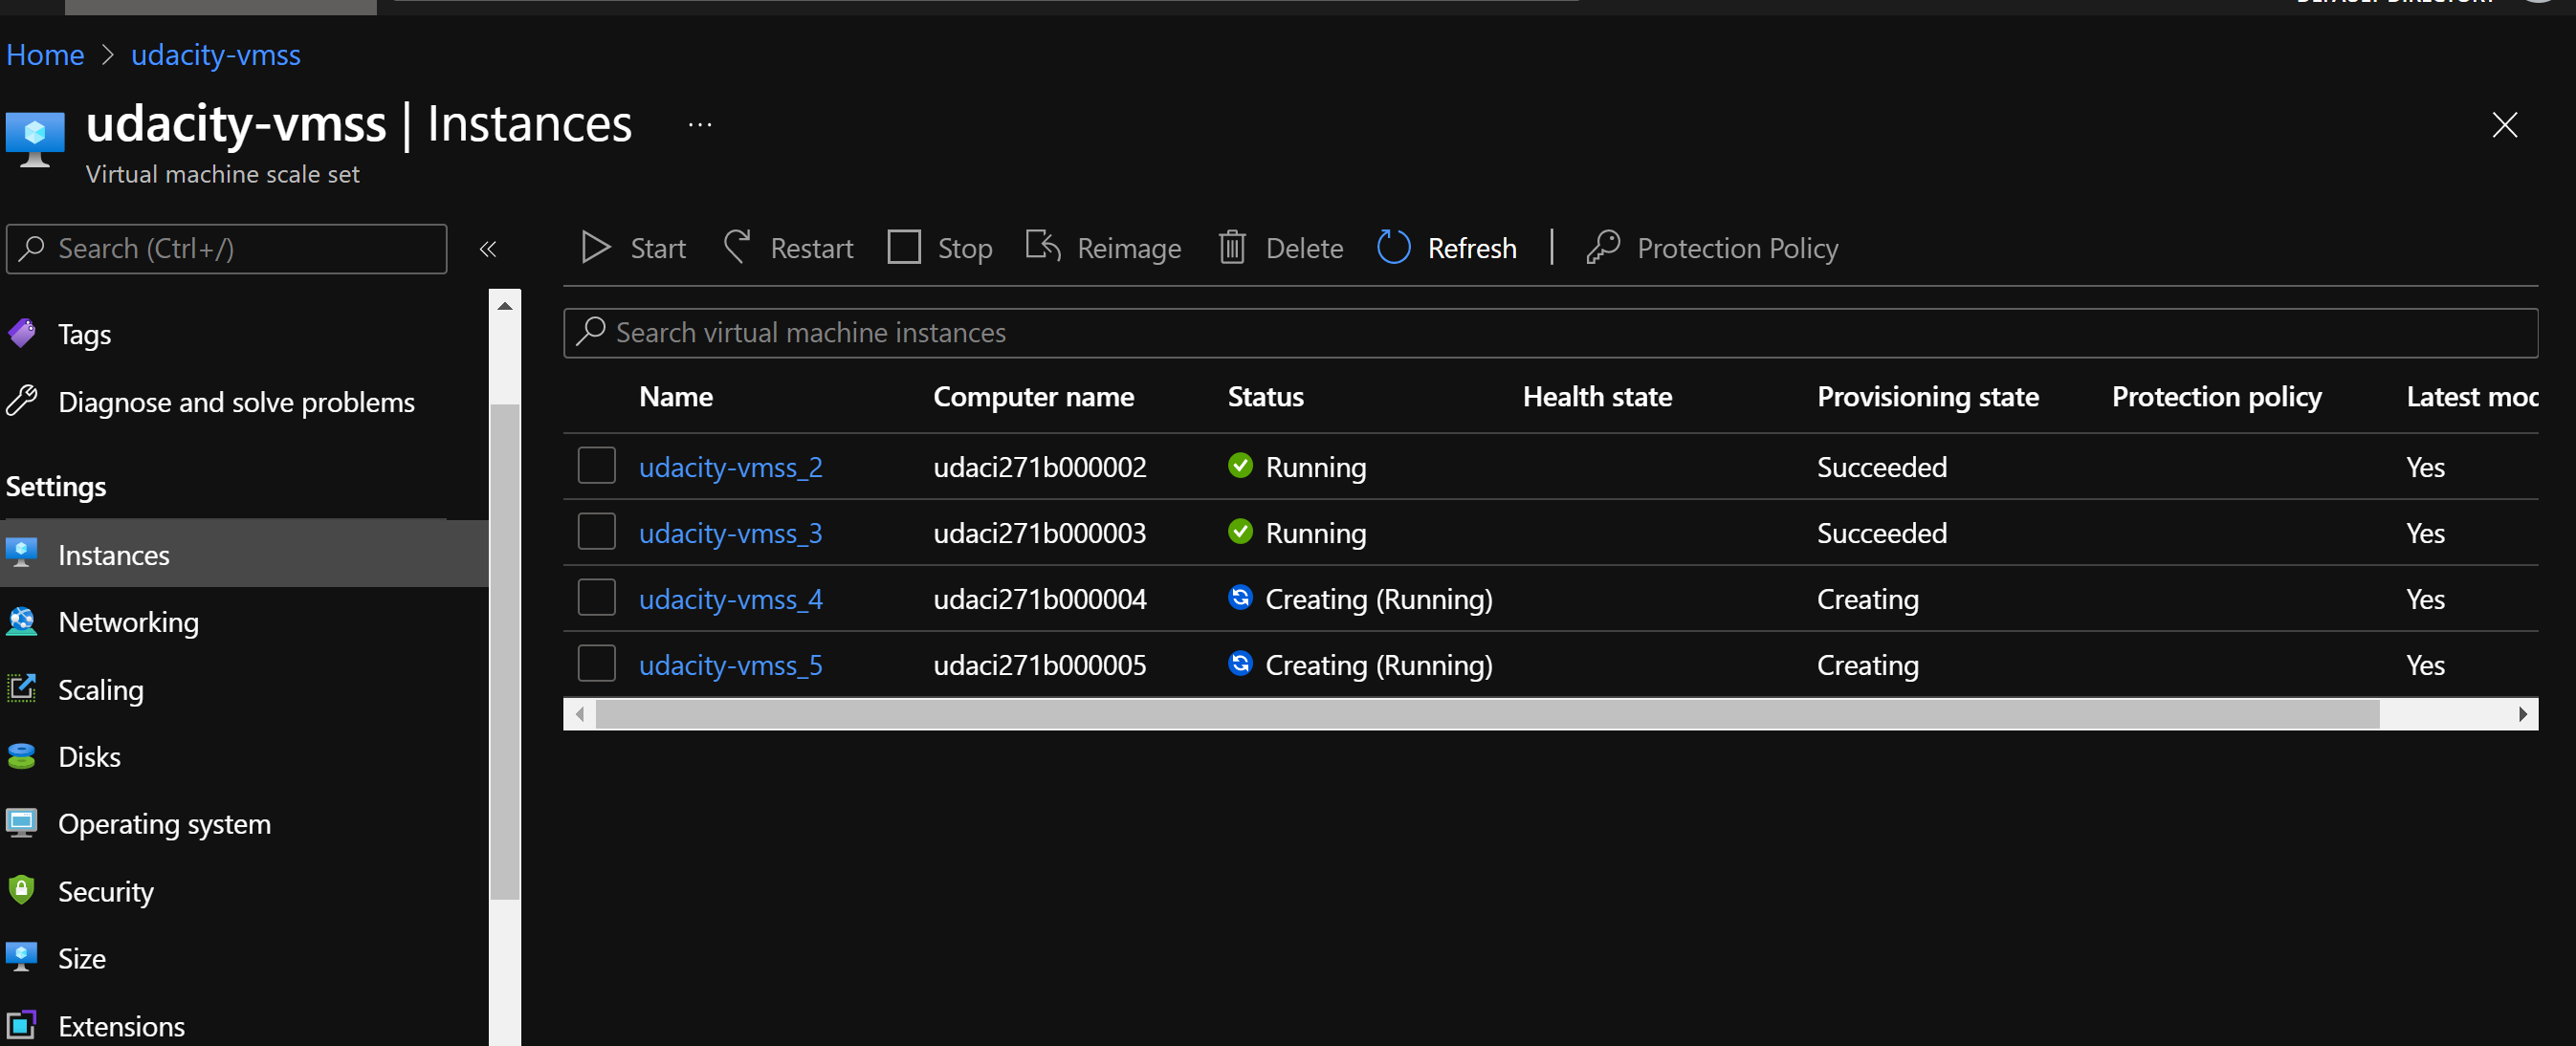 DEFAULT DIRECTORY
Home > udacity-vmss
udacity-vmss | Instances ...
Virtual machine scale set
Search (Ctrl+/)
«
Tags
Diagnose and solve problems
Settings
Instances
Networking
Scaling
Disks
Operating system
Security
Size
Extensions
Start Restart Stop Reimage Delete Refresh | Protection Policy
Search virtual machine instances
Name Computer name Status Health state Provisioning state Protection policy Latest mod
udacity-vmss_2 udaci271b000002 Running Succeeded Yes
udacity-vmss_3 udaci271b000003 Running Succeeded Yes
udacity-vmss_4 udaci271b000004 Creating (Running) Creating Yes
udacity-vmss_5 udaci271b000005 Creating (Running) Creating Yes